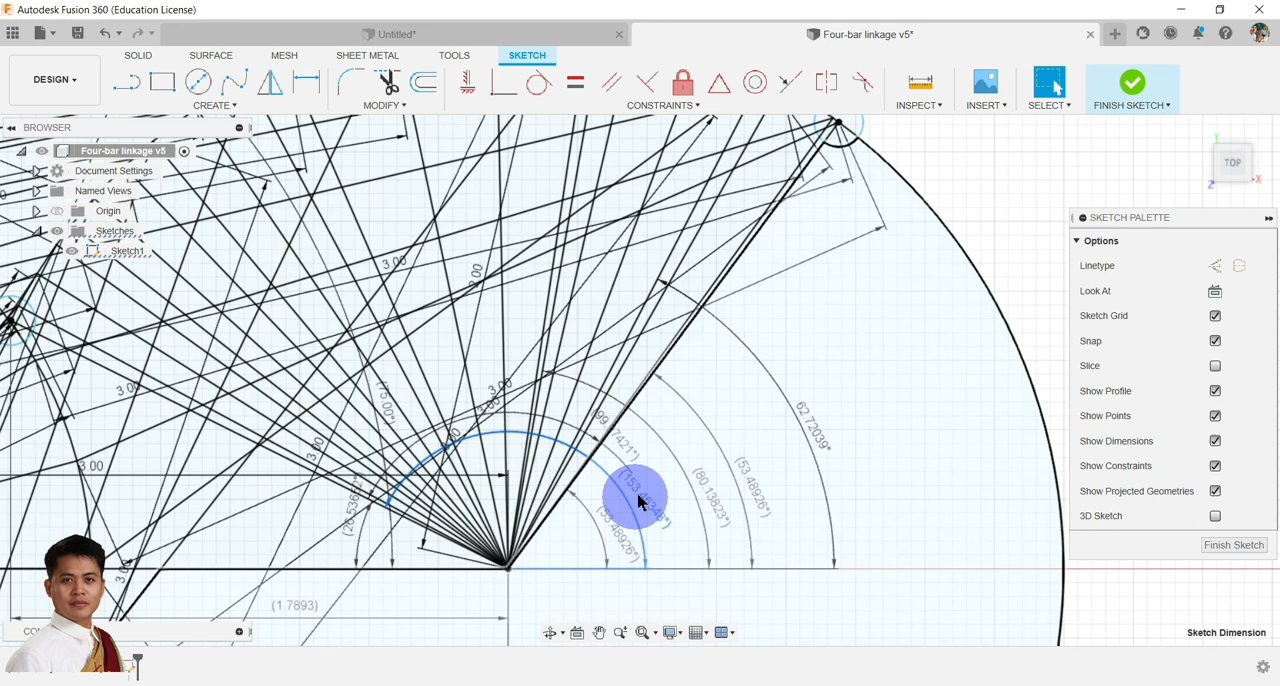 Autodesk Fusion 360 (Education License)
Untitled*
Four-bar linkage v5*
SOLID
SURFACE
MESH
SHEET METAL
TOOLS
SKETCH
DESIGN
CREATE
MODIFY
CONSTRAINTS
INSPECT
INSERT
SELECT
FINISH SKETCH
BROWSER
Four-bar linkage v5
Document Settings
Named Views
Origin
Sketches
Sketch1
TOP
Y
X
Z
SKETCH PALETTE
Options
Linetype
Look At
Sketch Grid
Snap
Slice
Show Profile
Show Points
Show Dimensions
Show Constraints
Show Projected Geometries
3D Sketch
Finish Sketch
3.00
3.00
3.00
(75.00°)
3.00
3.00
3.00
3.00
62.72039°
(53.48926°)
(80.13823°)
(53.48926°)
(1.7893)
Sketch Dimension